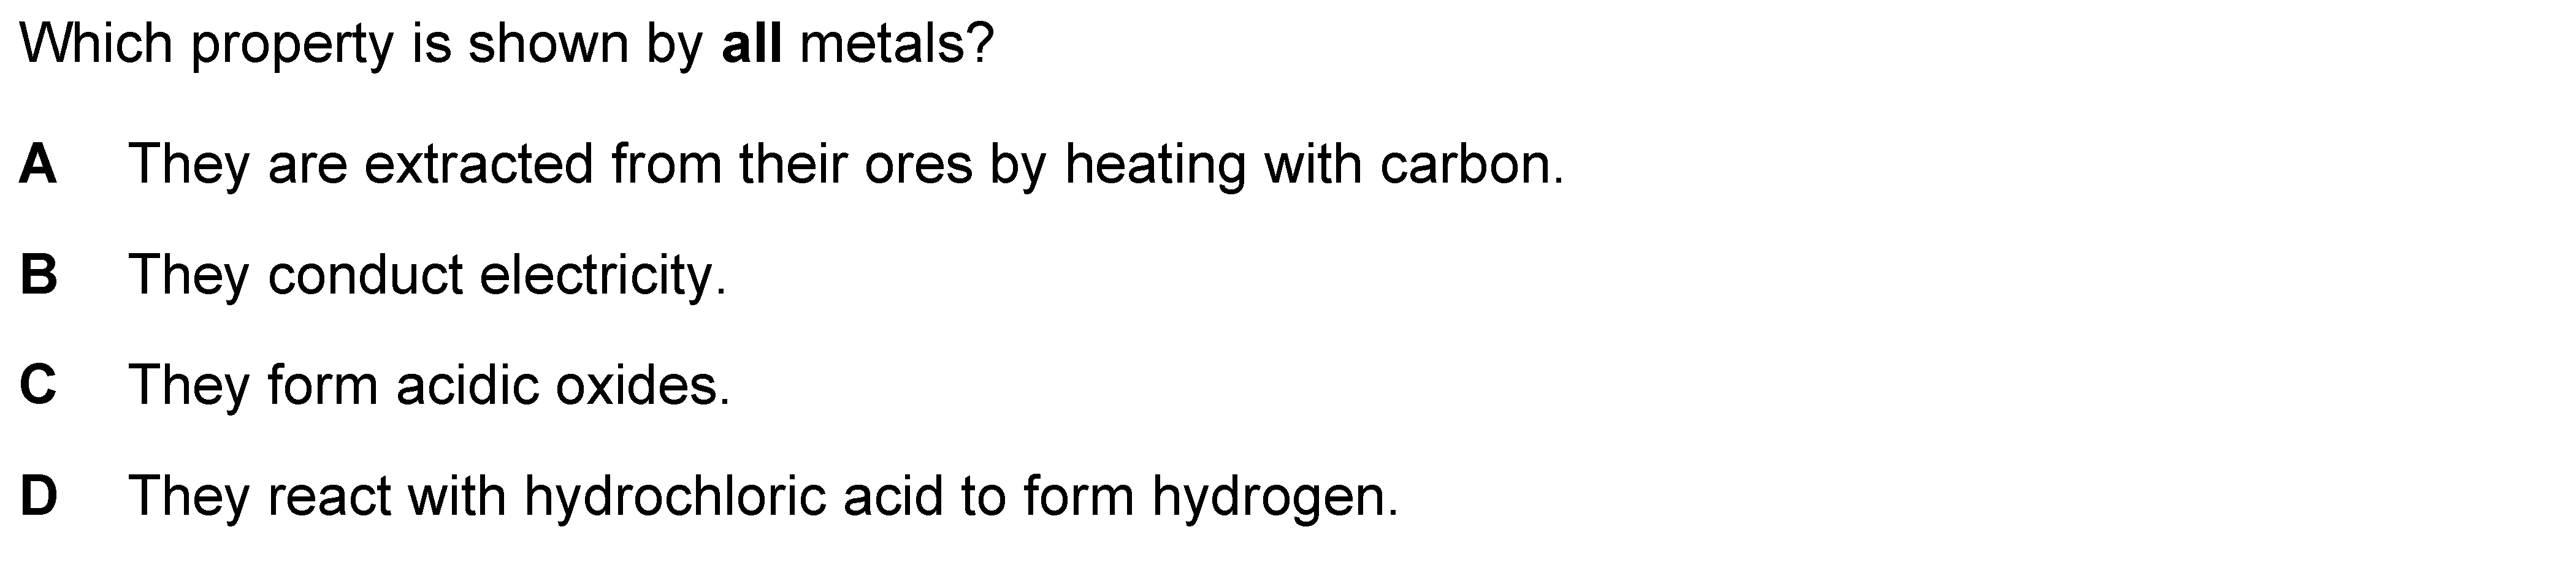 Which property is shown by all metals?
A They are extracted from their ores by heating with carbon.
B They conduct electricity.
C They form acidic oxides.
D They react with hydrochloric acid to form hydrogen.